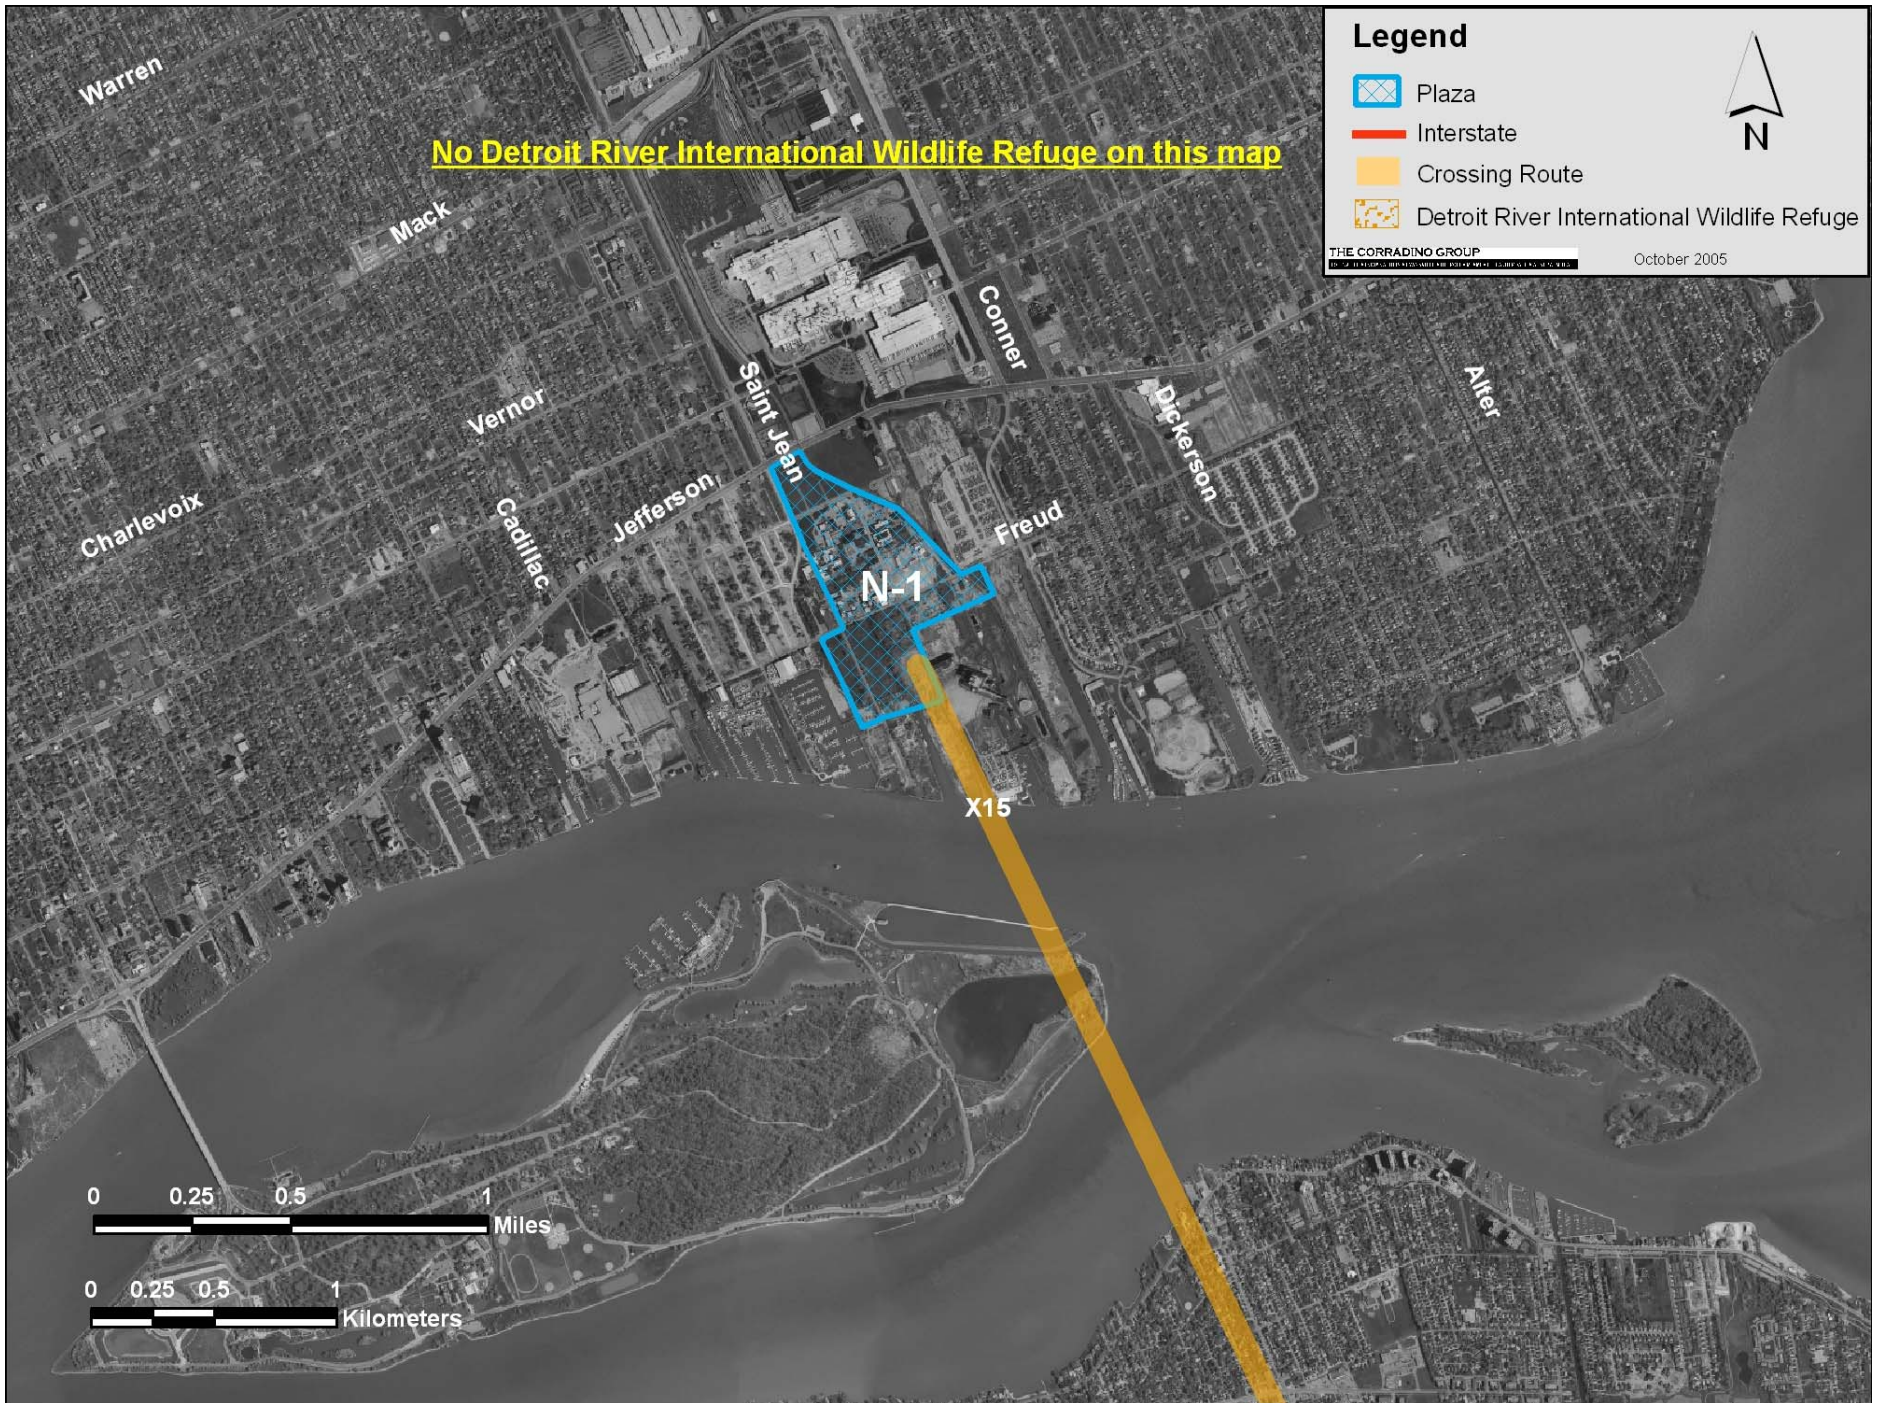 Legend
Plaza
Interstate
Crossing Route
Detroit River International Wildlife Refuge
N
THE CORRADINO GROUP
October 2005
No Detroit River International Wildlife Refuge on this map
Warren
Mack
Conner
Vernor
Saint Jean
Alter
Dickerson
Charlevoix
Cadillac
Jefferson
Freud
N-1
X15
0 0.25 0.5 1
Miles
0 0.25 0.5 1
Kilometers